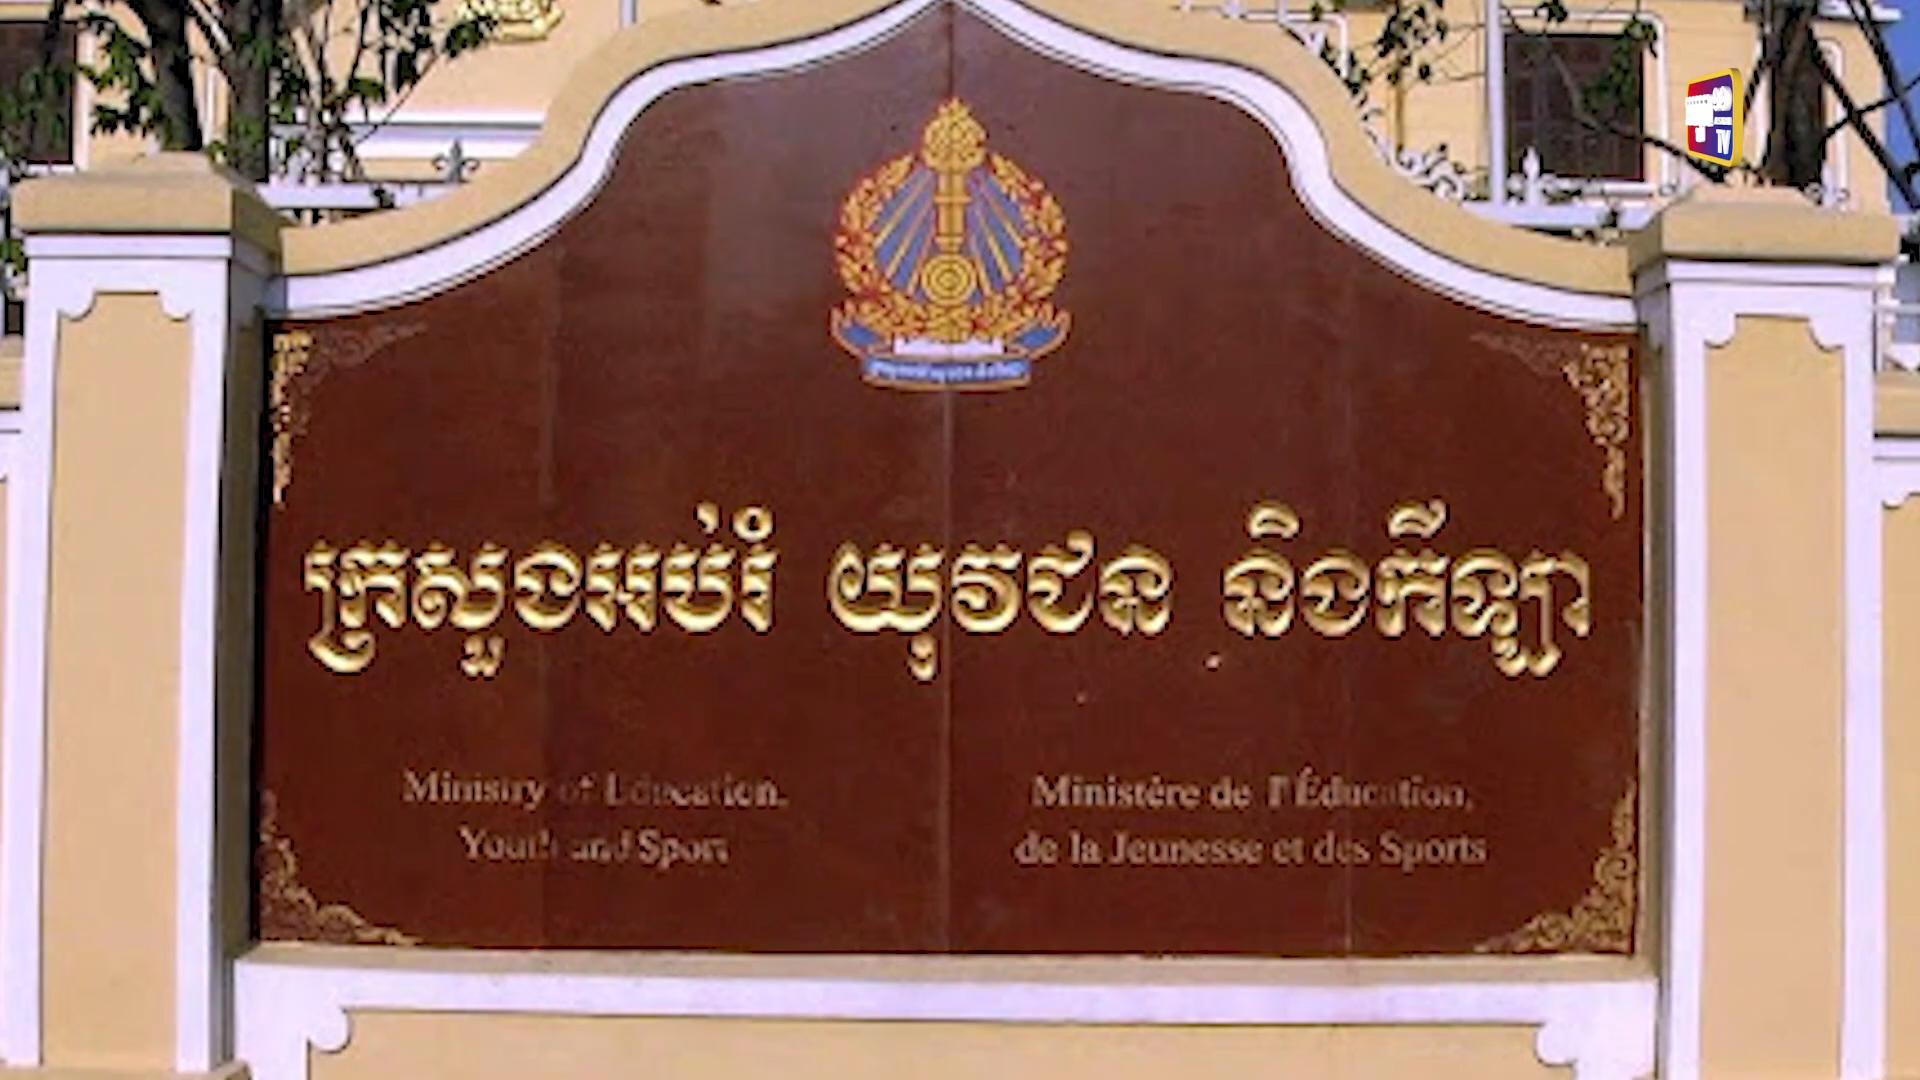 ក្រសួងអប់រំ យុវជន និងកីឡា
Ministry of Education,
Youth and Sport
Ministère de l'Éducation,
de la Jeunesse et des Sports
TV